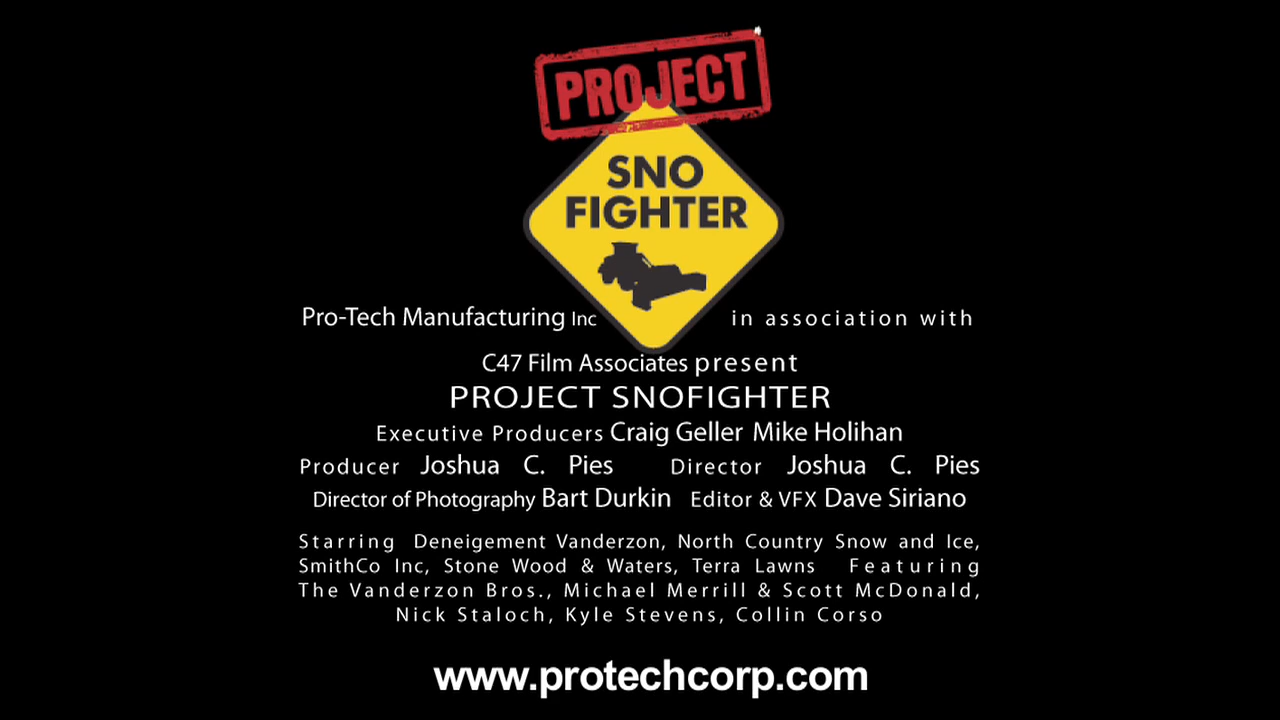 PROJECT
SNO
FIGHTER
Pro-Tech Manufacturing Inc in association with
C47 Film Associates present
PROJECT SNOFIGHTER
Executive Producers Craig Geller Mike Holihan
Producer Joshua C. Pies Director Joshua C. Pies
Director of Photography Bart Durkin Editor & VFX Dave Siriano
Starring Deneigement Vanderzon, North Country Snow and Ice,
SmithCo Inc, Stone Wood & Waters, Terra Lawns Featuring
The Vanderzon Bros., Michael Merrill & Scott McDonald,
Nick Staloch, Kyle Stevens, Collin Corso
www.protechcorp.com